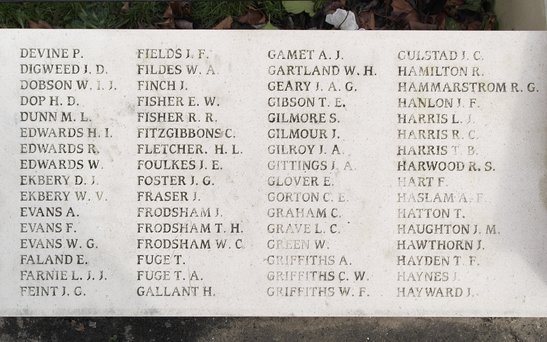 DEVINE P.
DIGWEED J. D.
DOBSON W. I. J.
DOP H. D.
DUNN M. L.
EDWARDS H. I.
EDWARDS R.
EDWARDS W.
EKBERY D. J.
EKBERY W. V.
EVANS A.
EVANS F.
EVANS W. G.
FALAND E.
FARNIE L. J. J.
FEINT J. G.
FIELDS J. F.
FILDES W. A.
FINCH J.
FISHER E. W.
FISHER R. R.
FITZGIBBONS C.
FLETCHER. H. L.
FOULKES J. E.
FOSTER J. G.
FRASER J.
FRODSHAM J.
FRODSHAM T. H.
FRODSHAM W. C.
FUGE T.
FUGE T. A.
GALLANT H.
GAMET A. J.
GARTLAND W. H.
GEARY J. A. G.
GIBSON T. E.
GILMORE S.
GILMOUR J.
GILROY J. A.
GITTINGS J. A.
GLOVER E.
GORTON C. E.
GRAHAM C.
GRAVE L. C.
GREEN W.
GRIFFITHS A.
GRIFFITHS C. W.
GRIFFITHS W. F.
GULSTAD J. C.
HAMILTON R.
HAMMARSTROM R. G.
HANLON J. F.
HARRIS L. J.
HARRIS R. C.
HARRIS T. B.
HARWOOD R. S.
HART F.
HASLAM A. F.
HATTON T.
HAUGHTON J. M.
HAWTHORN J.
HAYDEN T. F.
HAYNES J.
HAYWARD J.